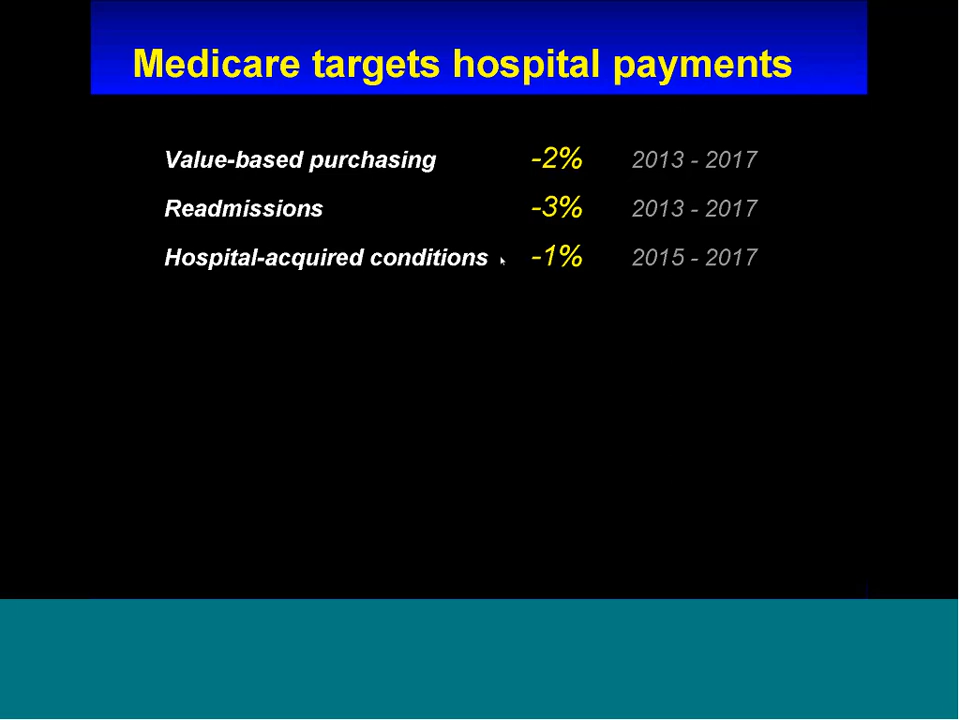 Medicare targets hospital payments
Value-based purchasing -2% 2013 - 2017
Readmissions -3% 2013 - 2017
Hospital-acquired conditions -1% 2015 - 2017